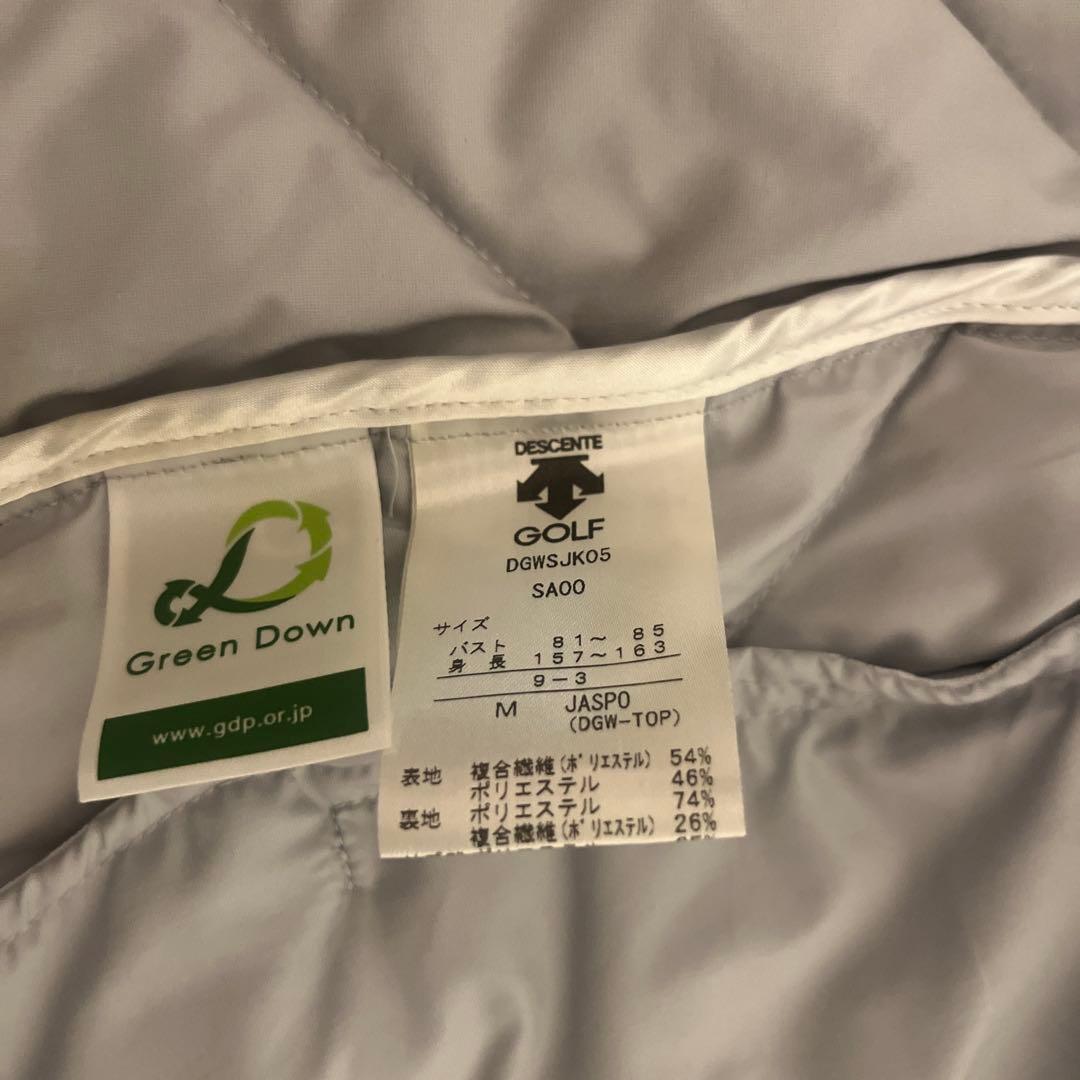 Green Down
www.gdp.or.jp
DESCENTE
GOLF
DGWSJK05
SA00
サイズ
バスト 81〜 85
身長 157〜163
9-3
M JASPO
(DGW-TOP)
表地 複合繊維(ポリエステル) 54%
ポリエステル 46%
裏地 ポリエステル 74%
複合繊維(ポリエステル) 26%